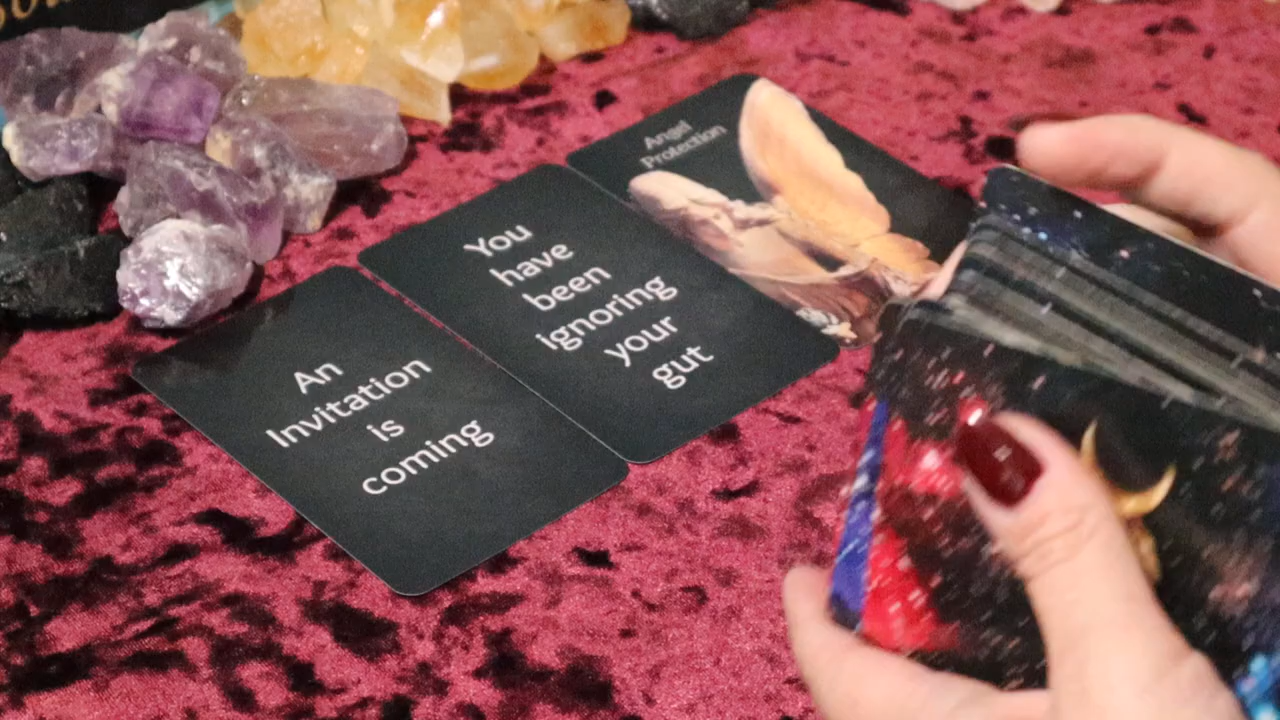 An
Invitation
is
coming
You
have
been
ignoring
your
gut
Angel
Protection